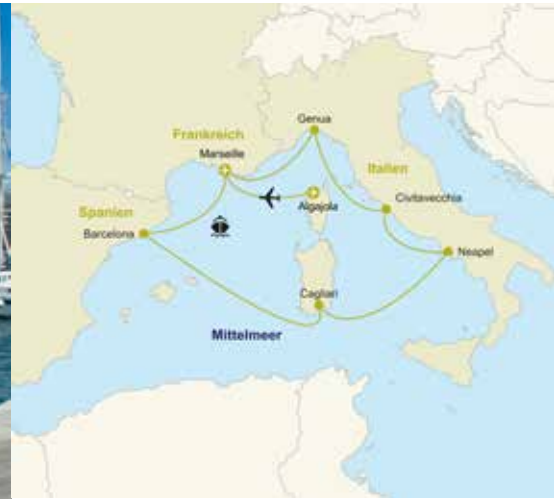 Genua
Frankreich
Marseille
Italien
Algajola
Civitavecchia
Spanien
Barcelona
Neapel
Cagliari
Mittelmeer